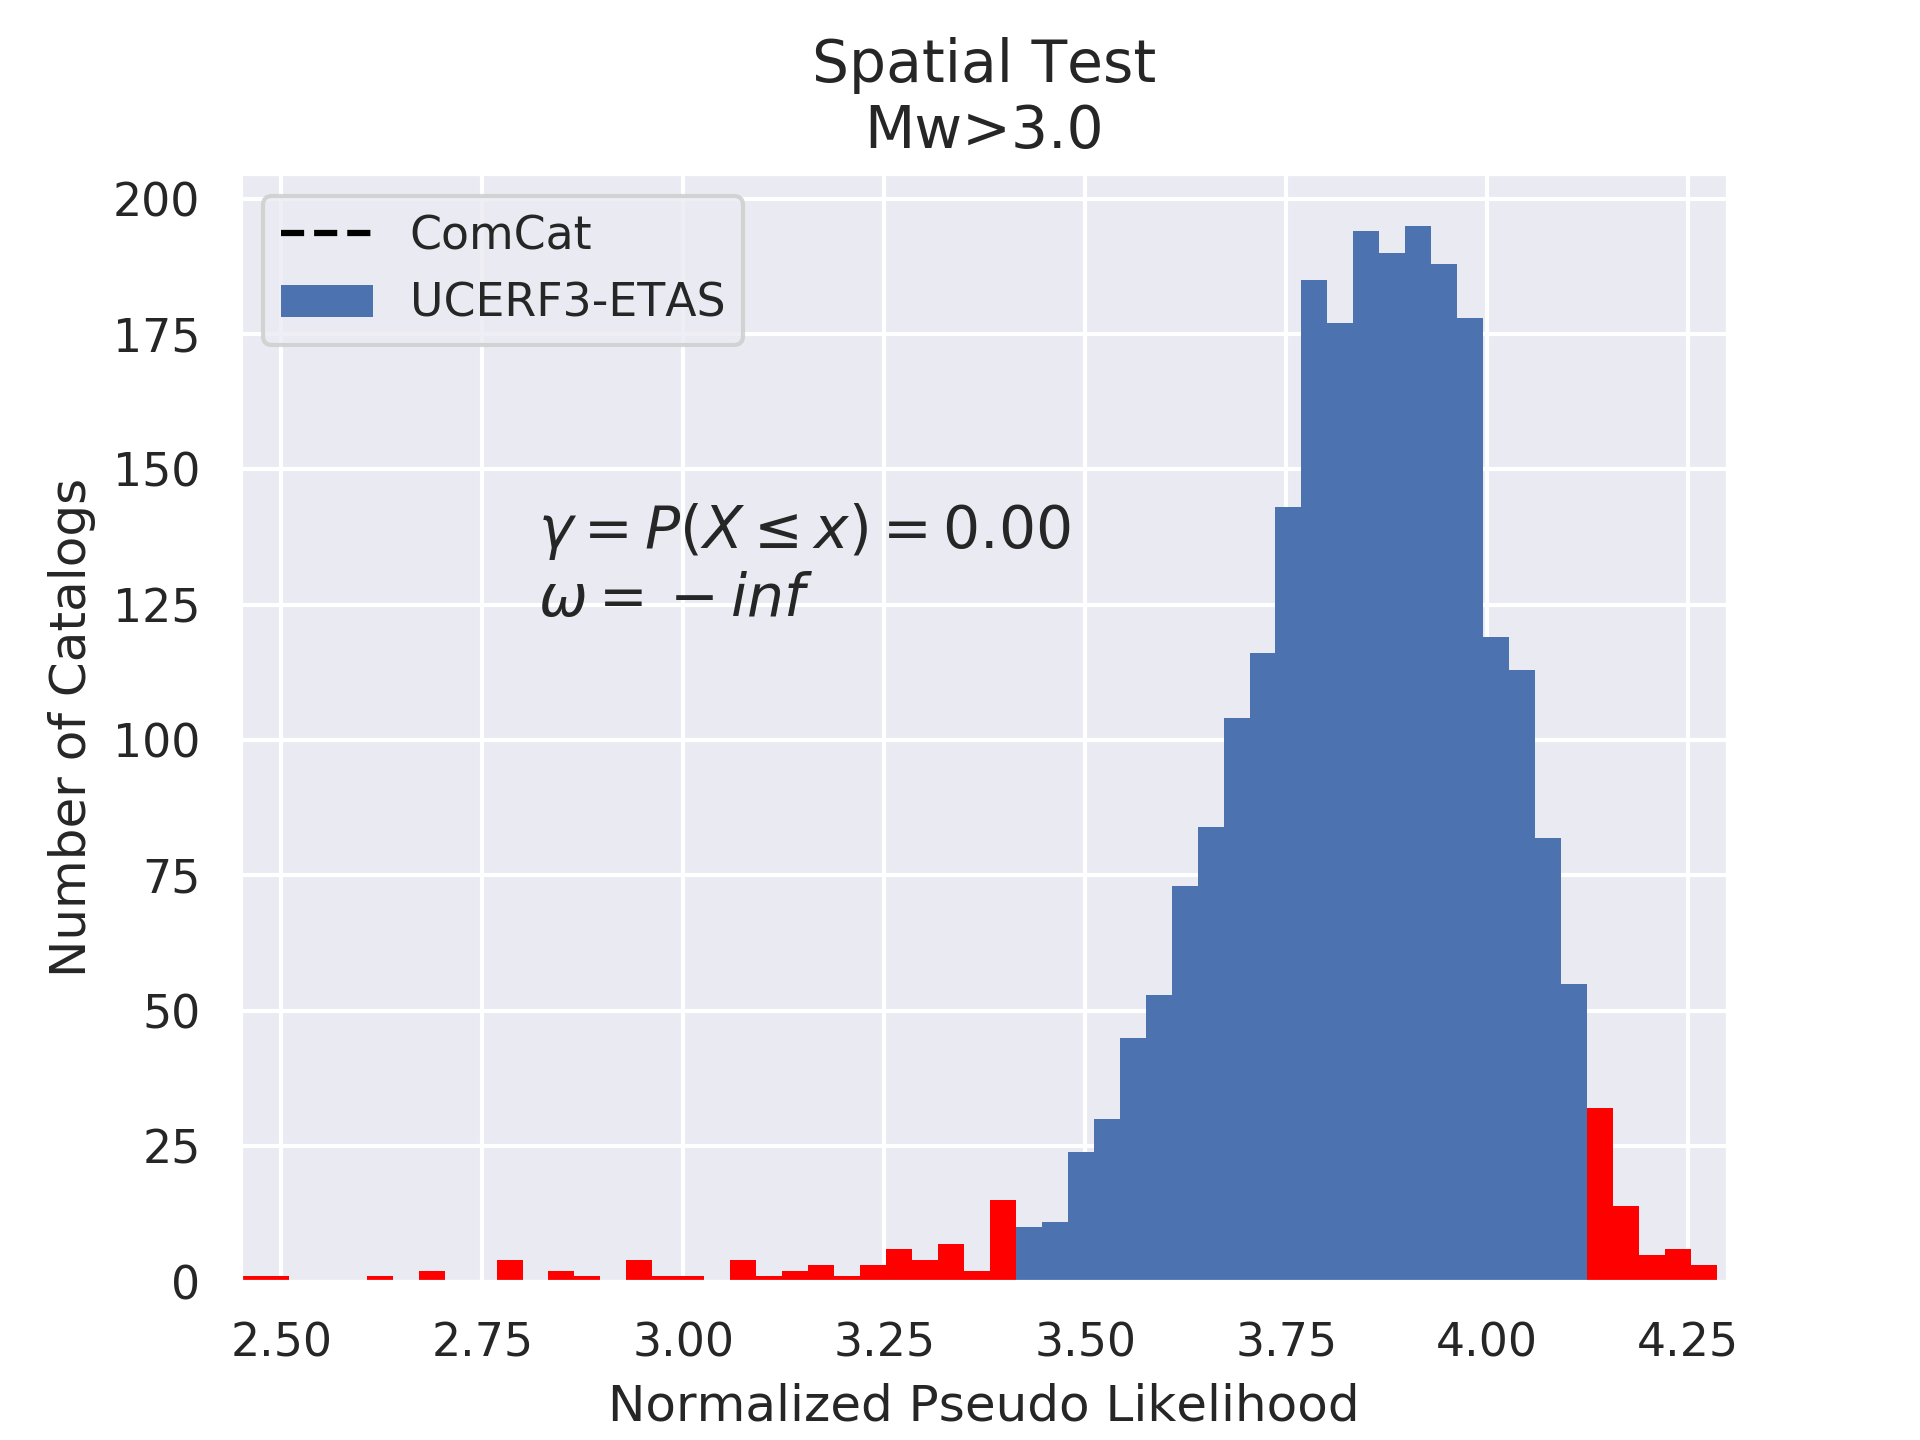 Spatial Test
Mw>3.0
ComCat
UCERF3-ETAS
γ = P(X ≤ x) = 0.00
ω = − inf
Number of Catalogs
200
175
150
125
100
75
50
25
0
2.50 2.75 3.00 3.25 3.50 3.75 4.00 4.25
Normalized Pseudo Likelihood